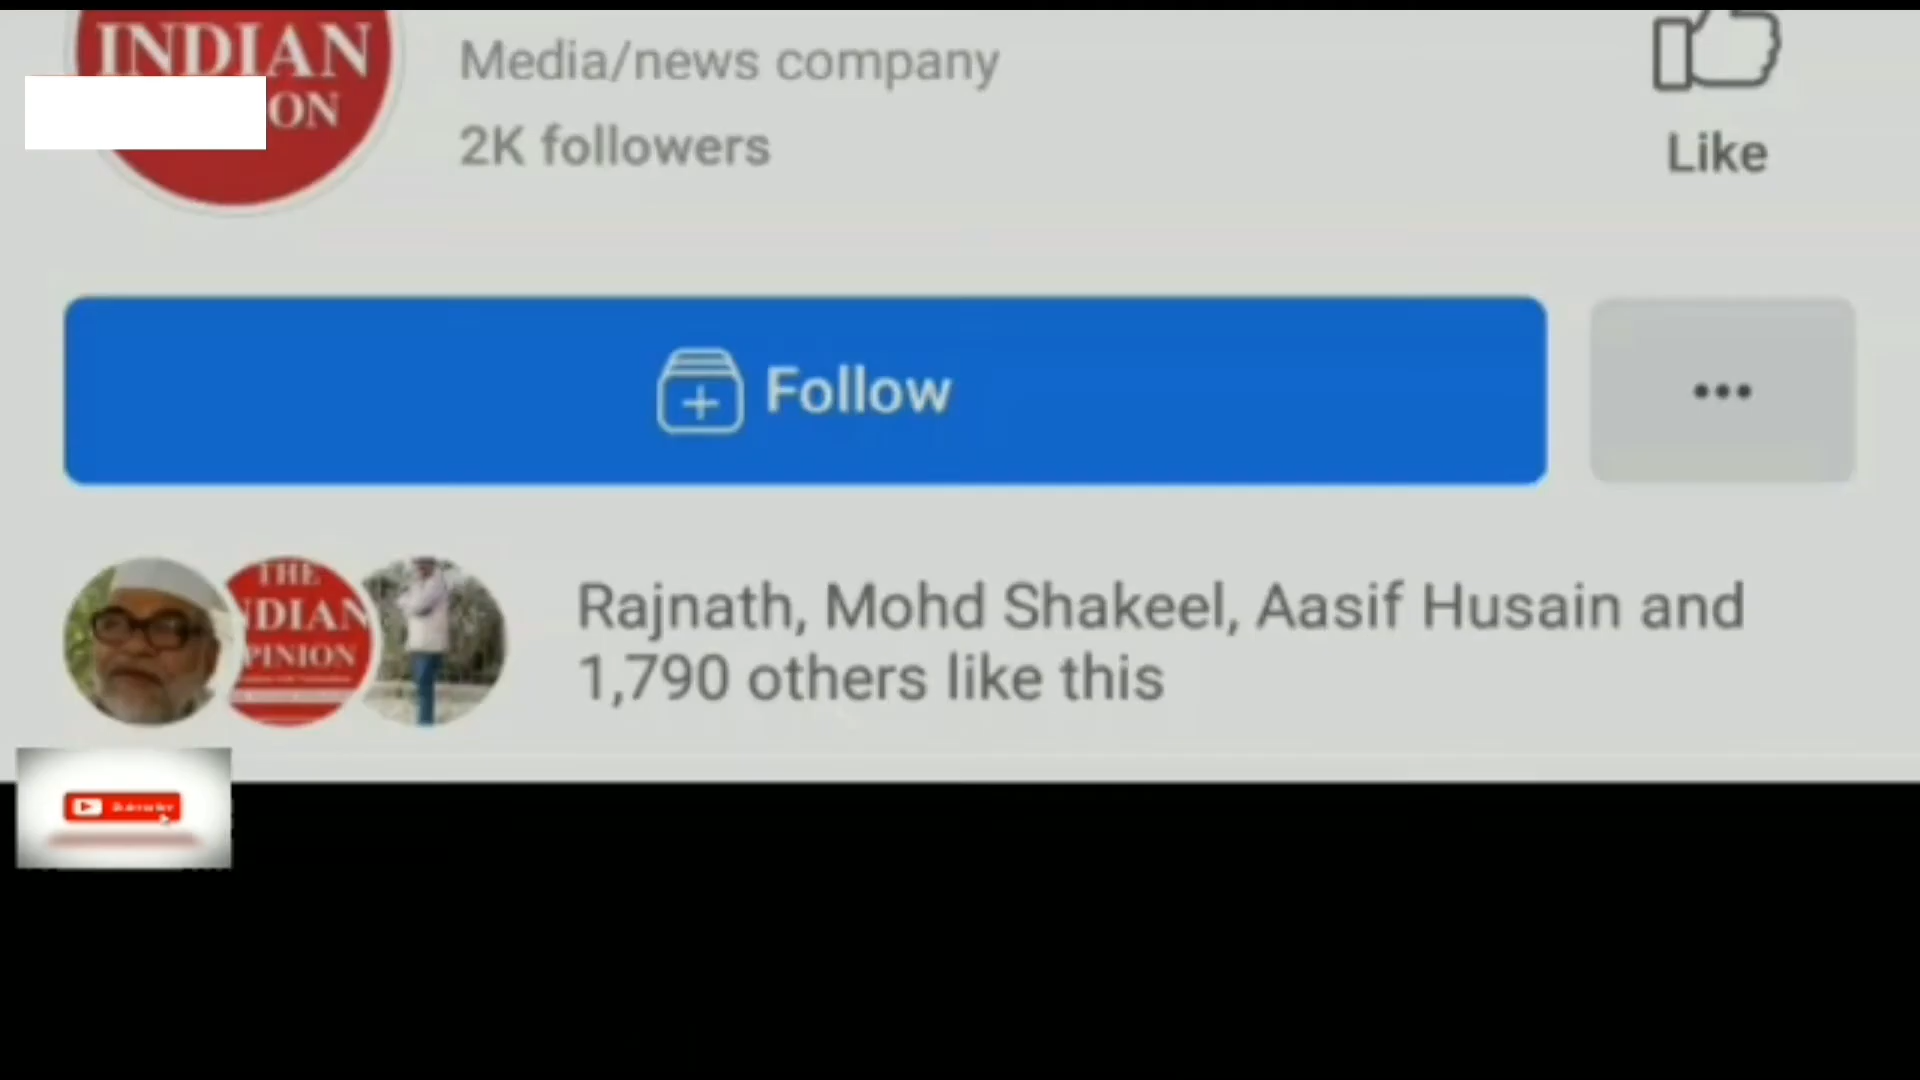 INDIAN
ON
Media/news company
2K followers
Like
Follow
THE
NDIAN
PINION
Rajnath, Mohd Shakeel, Aasif Husain and
1,790 others like this